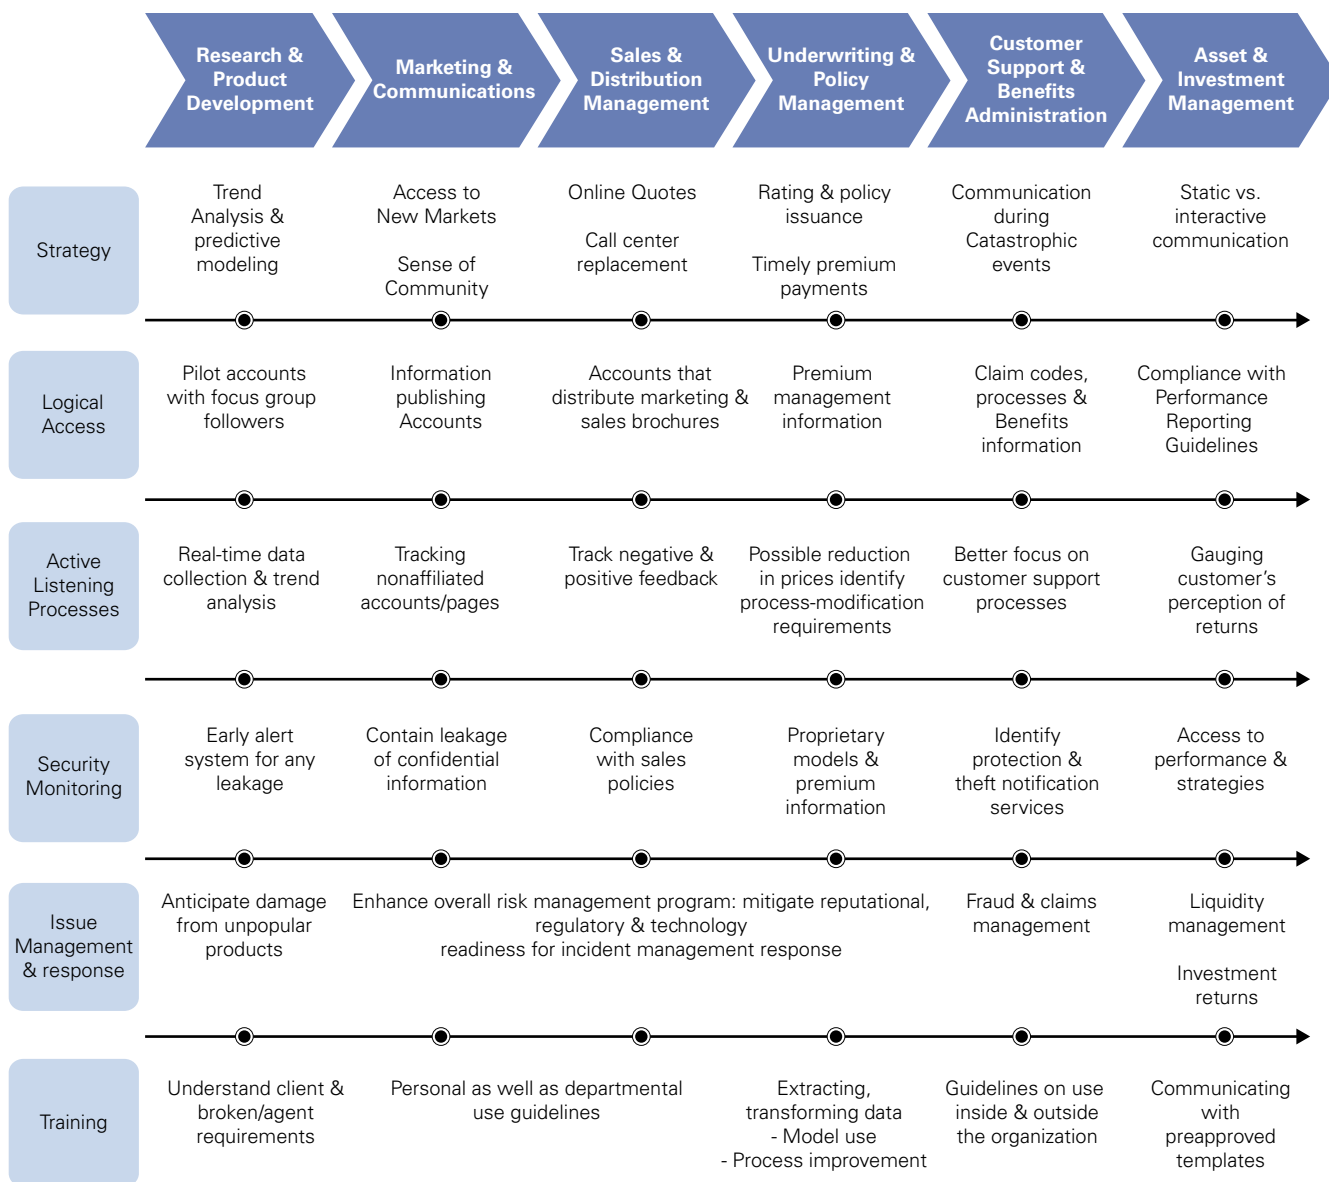 Research &
Product
Development
Marketing &
Communications
Sales &
Distribution
Management
Underwriting &
Policy
Management
Customer
Support &
Benefits
Administration
Asset &
Investment
Management
Strategy
Trend
Analysis &
predictive
modeling
Access to
New Markets
Sense of
Community
Online Quotes
Call center
replacement
Rating & policy
issuance
Timely premium
payments
Communication
during
Catastrophic
events
Static vs.
interactive
communication
Logical
Access
Pilot accounts
with focus group
followers
Information
publishing
Accounts
Accounts that
distribute marketing &
sales brochures
Premium
management
information
Claim codes,
processes &
Benefits
information
Compliance with
Performance
Reporting
Guidelines
Active
Listening
Processes
Real-time data
collection & trend
analysis
Tracking
nonaffiliated
accounts/pages
Track negative &
positive feedback
Possible reduction
in prices identify
process-modification
requirements
Better focus on
customer support
processes
Gauging
customer’s
perception of
returns
Security
Monitoring
Early alert
system for any
leakage
Contain leakage
of confidential
information
Compliance
with sales
policies
Proprietary
models &
premium
information
Identify
protection &
theft notification
services
Access to
performance &
strategies
Issue
Management
& response
Anticipate damage
from unpopular
products
Enhance overall risk management program: mitigate reputational,
regulatory & technology
readiness for incident management response
Fraud & claims
management
Liquidity
management
Investment
returns
Training
Understand client &
broken/agent
requirements
Personal as well as departmental
use guidelines
Extracting,
transforming data
- Model use
- Process improvement
Guidelines on use
inside & outside
the organization
Communicating
with
preapproved
templates